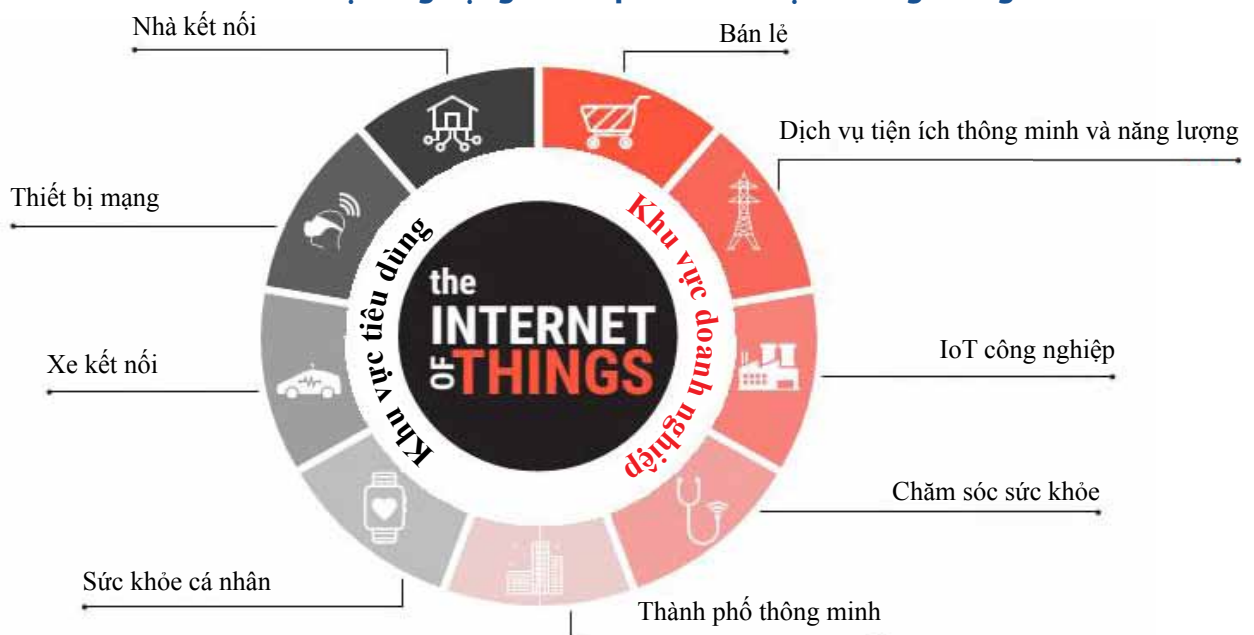 Nhà kết nối
Bán lẻ
Dịch vụ tiện ích thông minh và năng lượng
Thiết bị mạng
Khu vực tiêu dùng
Khu vực doanh nghiệp
the
INTERNET
OF THINGS
Xe kết nối
IoT công nghiệp
Chăm sóc sức khỏe
Sức khỏe cá nhân
Thành phố thông minh